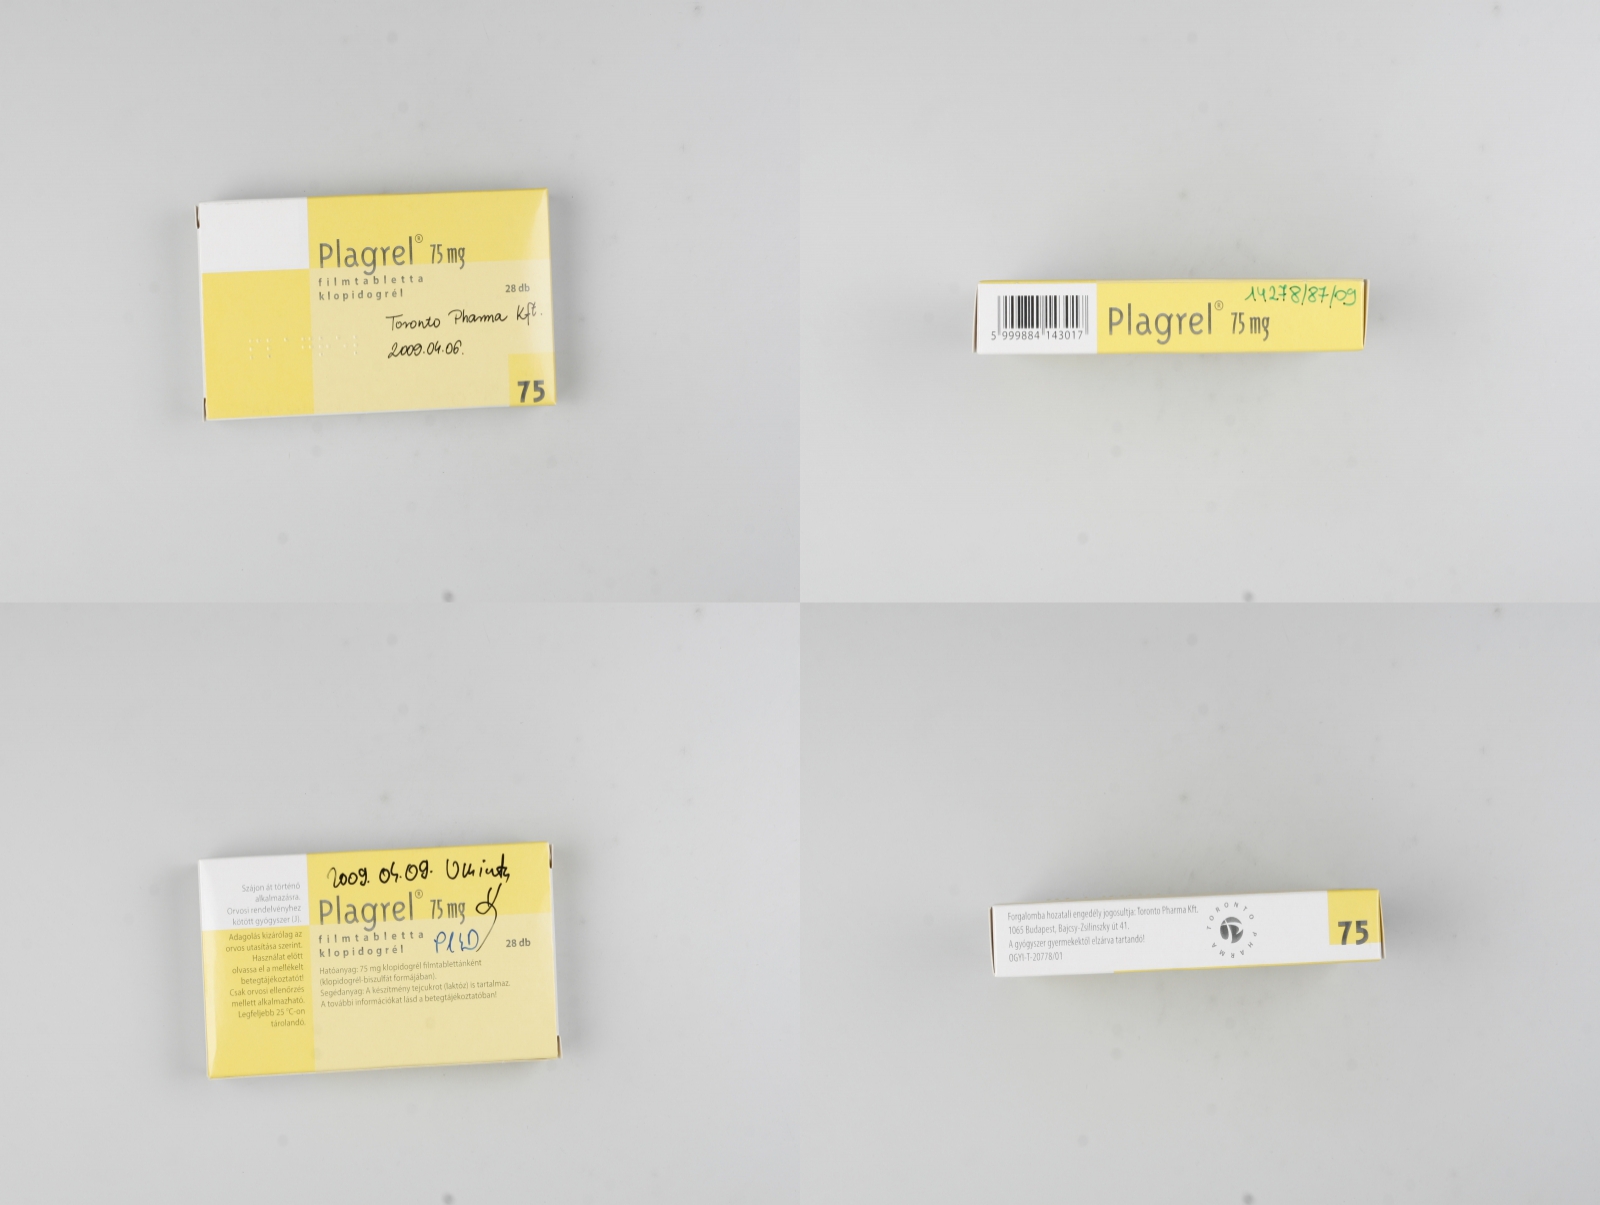 Plagrel® 75 mg
filmtabletta
klopidogrél
28 db
Toronto Pharma Kft.
2009.04.06.
75
14278/87/09
Plagrel® 75 mg
5 999884 143017
2009. 04.09.
Plagrel® 75 mg
filmtabletta
klopidogrél
28 db
Szájon át történő
alkalmazásra.
Orvosi rendelvényhez
kötött gyógyszer (J).
Adagolás kizárólag az
orvos utasítása szerint.
Használat előtt
olvassa el a mellékelt
betegtájékoztatót!
Csak orvosi ellenőrzés
mellett alkalmazható.
Legfeljebb 25 °C-on
tárolandó.
Hatóanyag: 75 mg klopidogrél filmtablettánként
(klopidogrél-biszulfát formájában).
Segédanyag: A készítmény tejcukrot (laktóz) is tartalmaz.
A további információkat lásd a betegtájékoztatóban!
Forgalomba hozatali engedély jogosultja: Toronto Pharma Kft.
1065 Budapest, Bajcsy-Zsilinszky út 41.
A gyógyszer gyermekektől elzárva tartandó!
OGYI-T-20778/01
TORONTO PHARMA
75